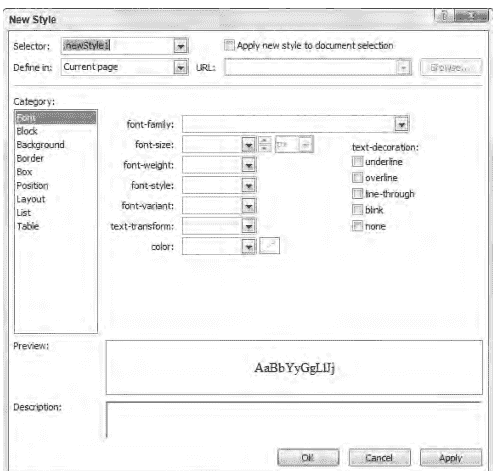 New Style
Selector: .newStyle1 Apply new style to document selection
Define in: Current page URL: Browse...
Category:
Font
Block
Background
Border
Box
Position
Layout
List
Table
font-family:
font-size: px
font-weight:
font-style:
font-variant:
text-transform:
color:
text-decoration:
underline
overline
line-through
blink
none
Preview:
AaBbYyGgLlJj
Description:
OK Cancel Apply